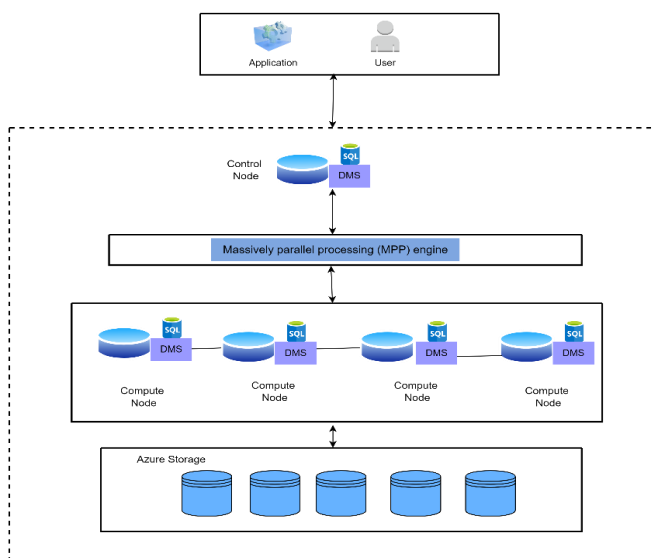 Application
User
Control
Node
SQL
DMS
Massively parallel processing (MPP) engine
SQL
DMS
SQL
DMS
SQL
DMS
SQL
DMS
Compute
Node
Compute
Node
Compute
Node
Compute
Node
Azure Storage